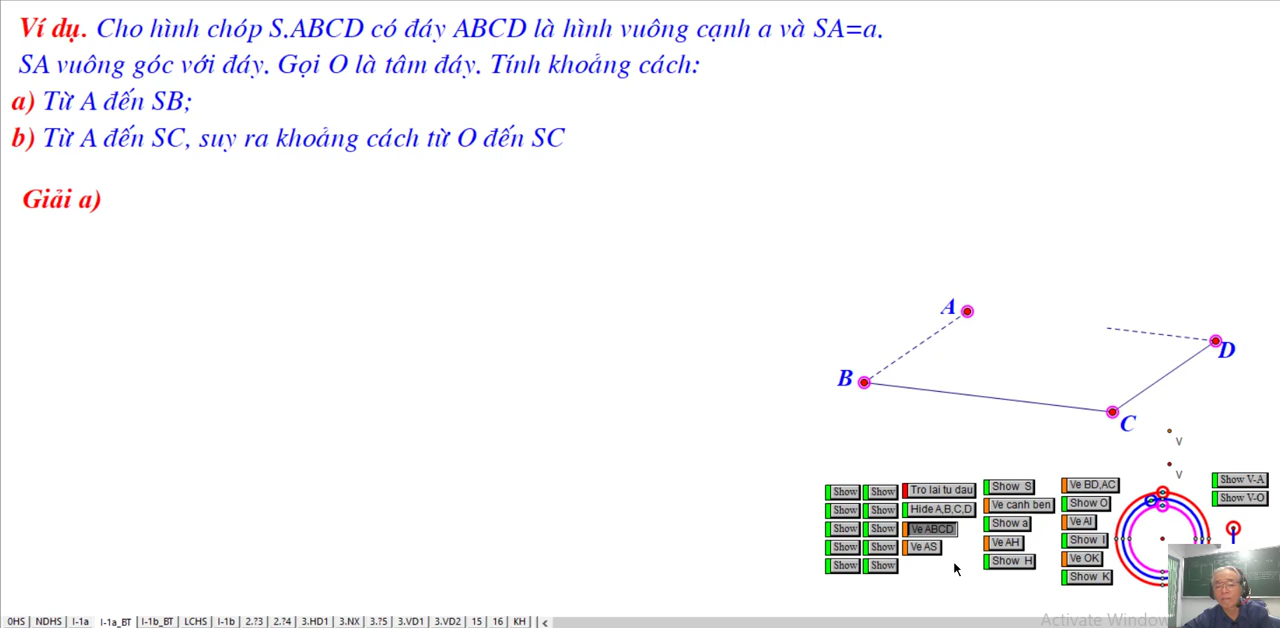 Ví dụ. Cho hình chóp S.ABCD có đáy ABCD là hình vuông cạnh a và SA=a.
SA vuông góc với đáy. Gọi O là tâm đáy. Tính khoảng cách:
a) Từ A đến SB;
b) Từ A đến SC, suy ra khoảng cách từ O đến SC
Giải a)
A
B
D
C
V
V
Show Show Tro lai tu dau Show S Ve BD,AC Show V-A
Show Show Hide A,B,C,D Ve canh ben Show O Show V-O
Show Show Ve ABCD Show a Ve AI
Show Show Ve AS Ve AH Show I
Show Show Show H Ve OK
Show K
Activate Window
0HS | NDHS | I-1a | I-1a_BT | I-1b_BT | LCHS | I-1b | 2.?3 | 2.?4 | 3.HD1 | 3.NX | 3.?5 | 3.VD1 | 3.VD2 | 15 | 16 | KH | | <